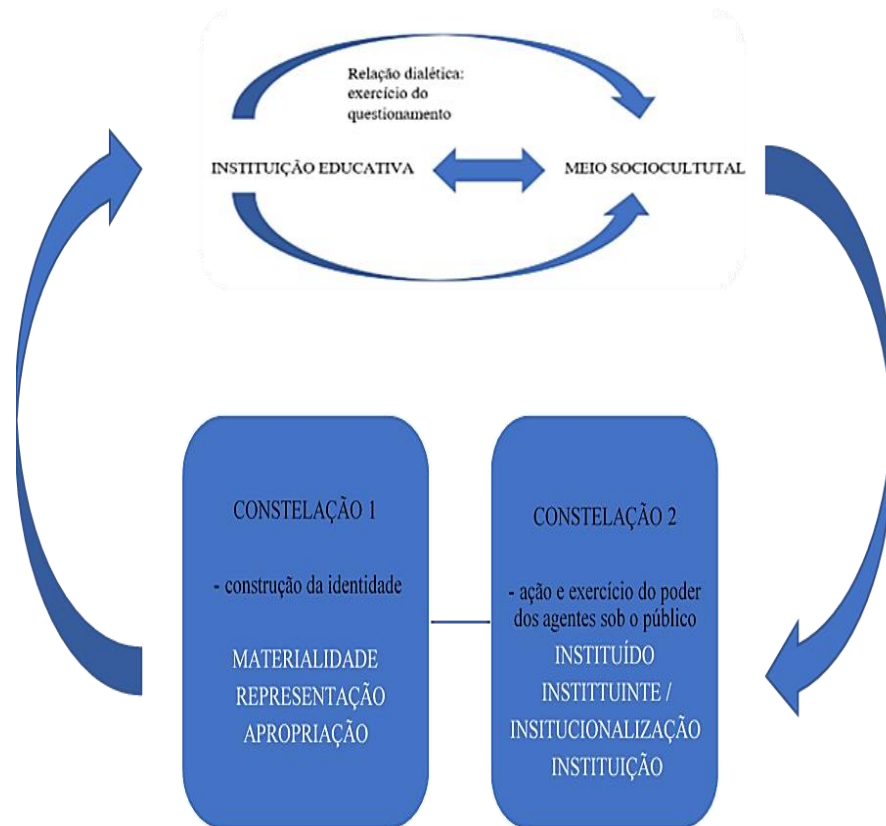 Relação dialética:
exercício do
questionamento
INSTITUIÇÃO EDUCATIVA
MEIO SOCIOCULTUTAL
CONSTELAÇÃO 1
- construção da identidade
MATERIALIDADE
REPRESENTAÇÃO
APROPRIAÇÃO
CONSTELAÇÃO 2
- ação e exercício do poder
dos agentes sob o público
INSTITUÍDO
INSTITTUINTE /
INSITUCIONALIZAÇÃO
INSTITUIÇÃO